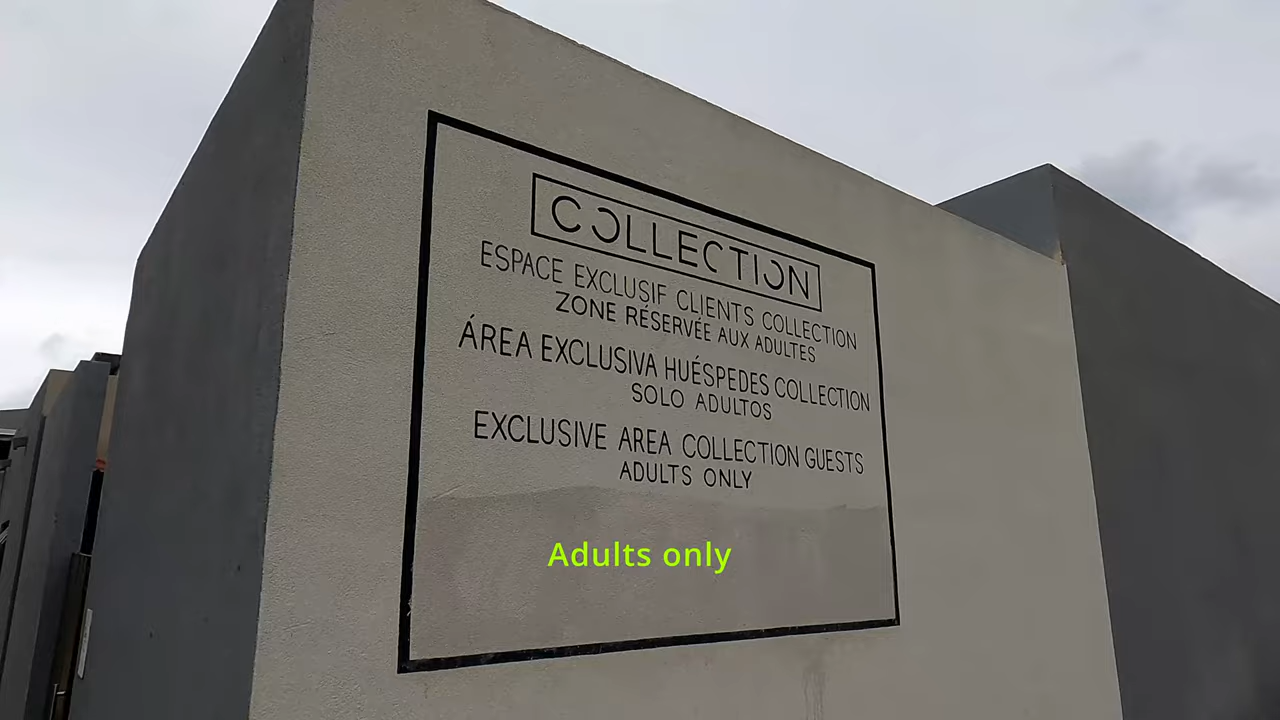 COLLECTION
ESPACE EXCLUSIF CLIENTS COLLECTION
ZONE RÉSERVÉE AUX ADULTES
ÁREA EXCLUSIVA HUÉSPEDES COLLECTION
SOLO ADULTOS
EXCLUSIVE AREA COLLECTION GUESTS
ADULTS ONLY
Adults only